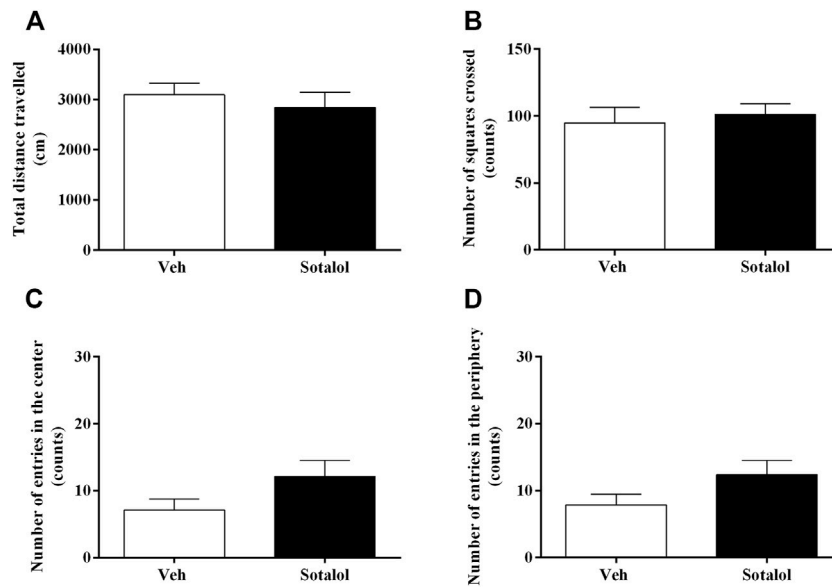 A
Total distance travelled
(cm)
4000
3000
2000
1000
0
Veh Sotalol
B
Number of squares crossed
(counts)
150
100
50
0
Veh Sotalol
C
Number of entries in the center
(counts)
30
20
10
0
Veh Sotalol
D
Number of entries in the periphery
(counts)
30
20
10
0
Veh Sotalol